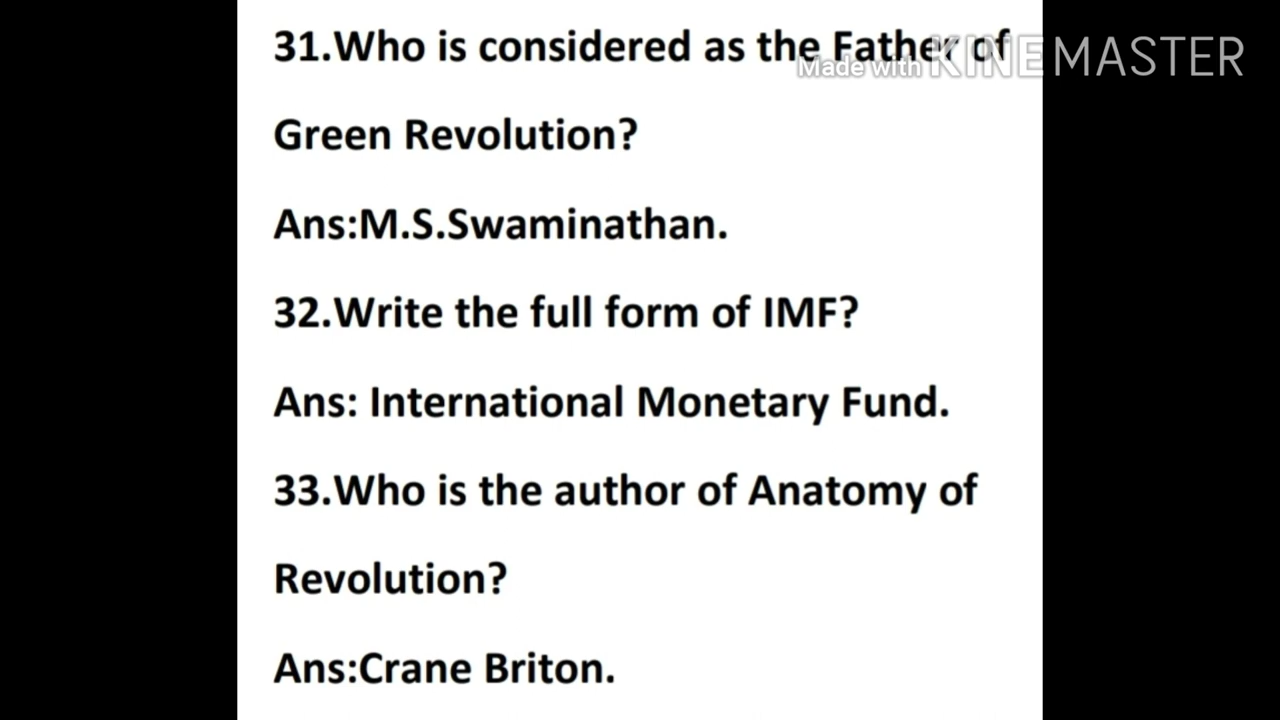 31.Who is considered as the Father of
Made with KINEMASTER
Green Revolution?
Ans:M.S.Swaminathan.
32.Write the full form of IMF?
Ans: International Monetary Fund.
33.Who is the author of Anatomy of
Revolution?
Ans:Crane Briton.